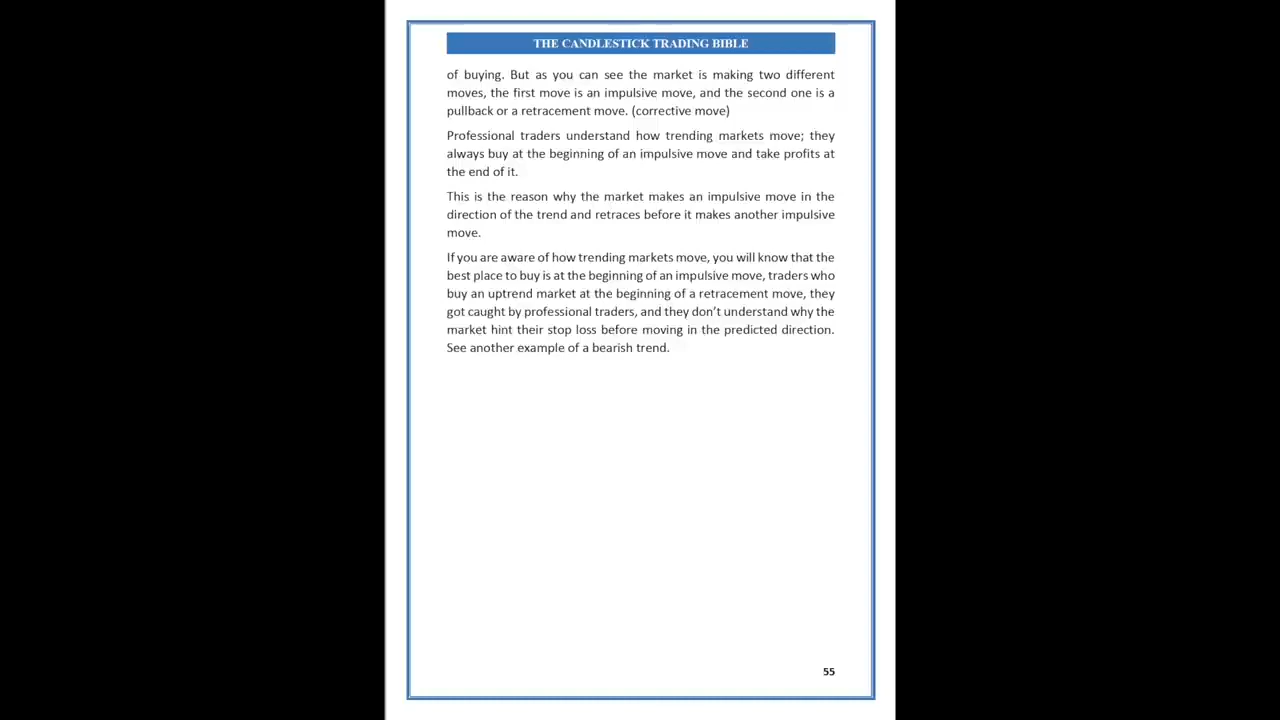 THE CANDLESTICK TRADING BIBLE
of buying. But as you can see the market is making two different
moves, the first move is an impulsive move, and the second one is a
pullback or a retracement move. (corrective move)
Professional traders understand how trending markets move; they
always buy at the beginning of an impulsive move and take profits at
the end of it.
This is the reason why the market makes an impulsive move in the
direction of the trend and retraces before it makes another impulsive
move.
If you are aware of how trending markets move, you will know that the
best place to buy is at the beginning of an impulsive move, traders who
buy an uptrend market at the beginning of a retracement move, they
got caught by professional traders, and they don’t understand why the
market hint their stop loss before moving in the predicted direction.
See another example of a bearish trend.
55